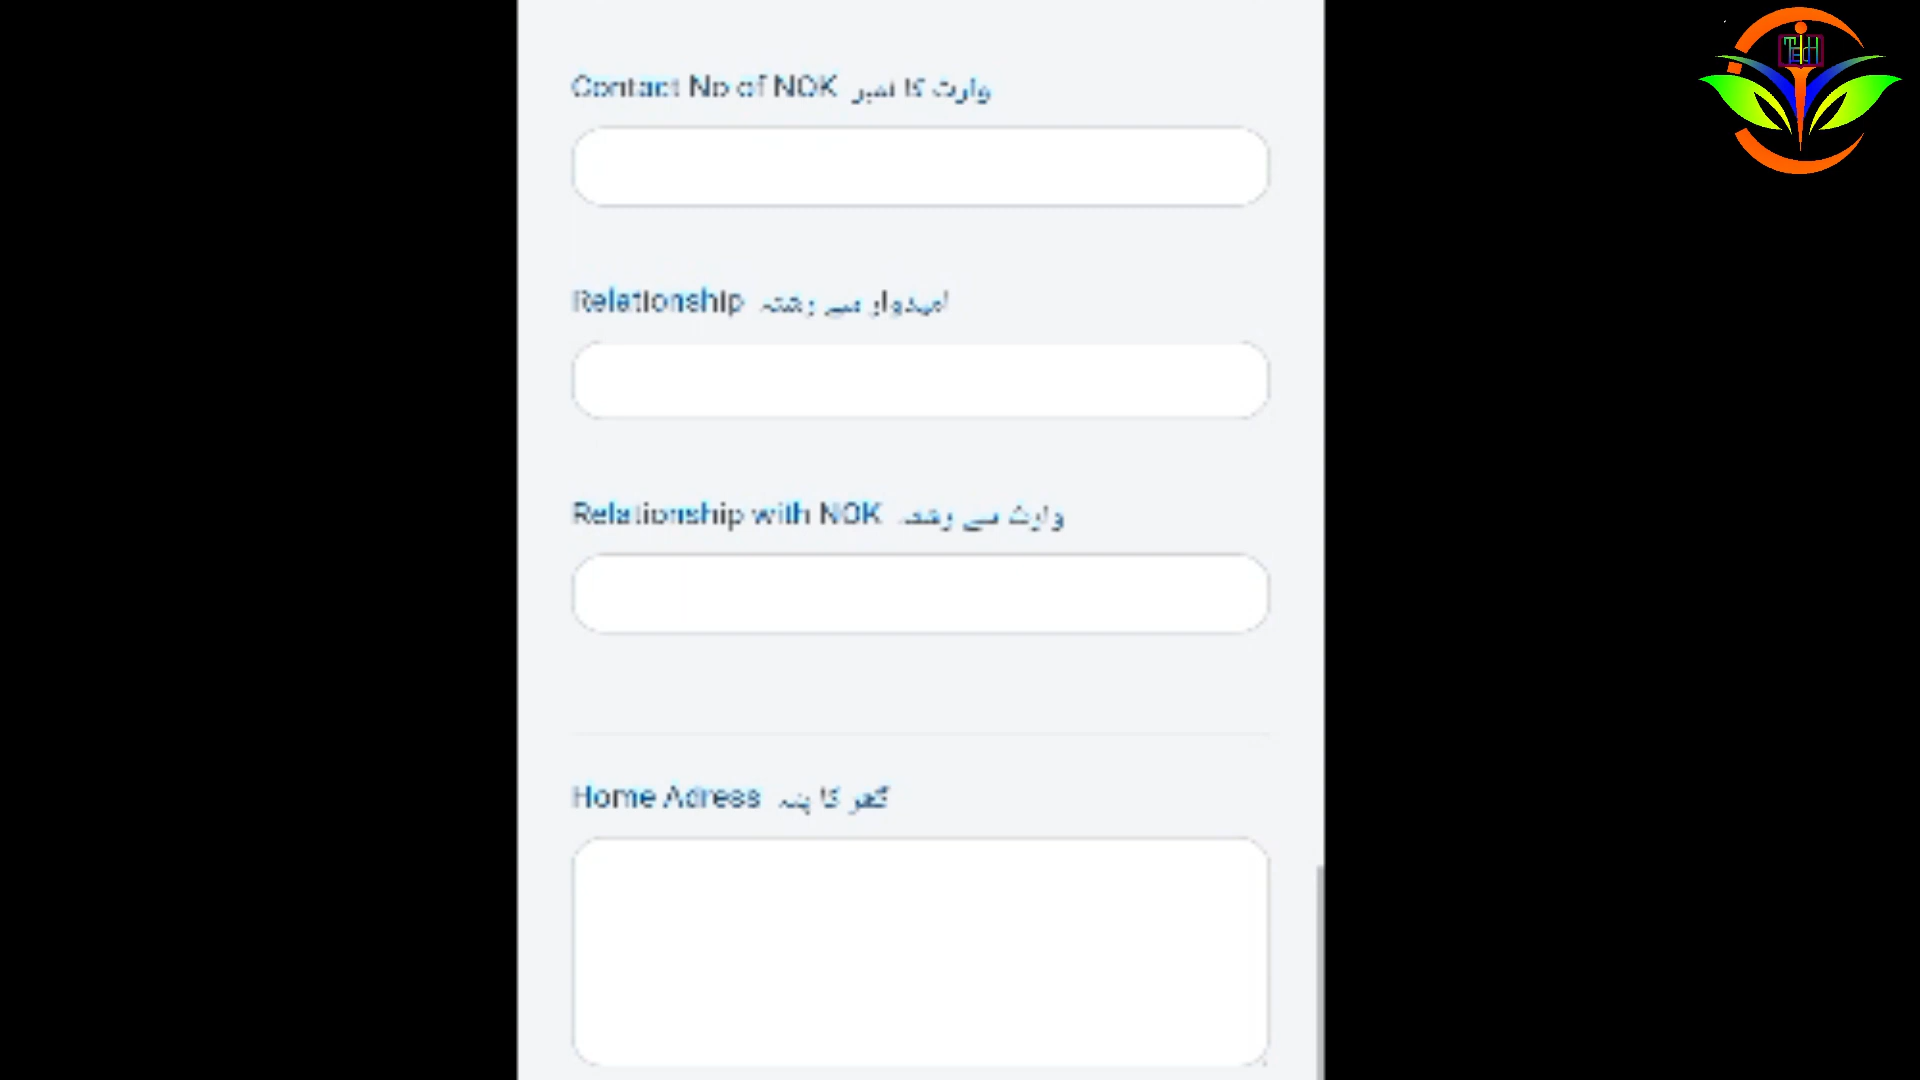 TECH
Contact No of NOK وارث کا نمبر
Relationship امیدوار سے رشتہ
Relationship with NOK وارث سے رشتہ
Home Adress گھر کا پتہ